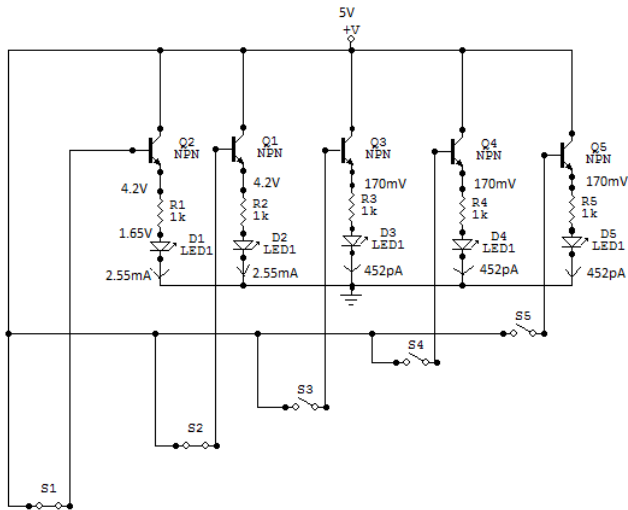 5V
+V
Q2
NPN
Q1
NPN
Q3
NPN
Q4
NPN
Q5
NPN
4.2V
4.2V
170mV
170mV
170mV
R1
1k
R2
1k
R3
1k
R4
1k
R5
1k
1.65V
D1
LED1
D2
LED1
D3
LED1
D4
LED1
D5
LED1
2.55mA
2.55mA
452pA
452pA
452pA
S5
S4
S3
S2
S1